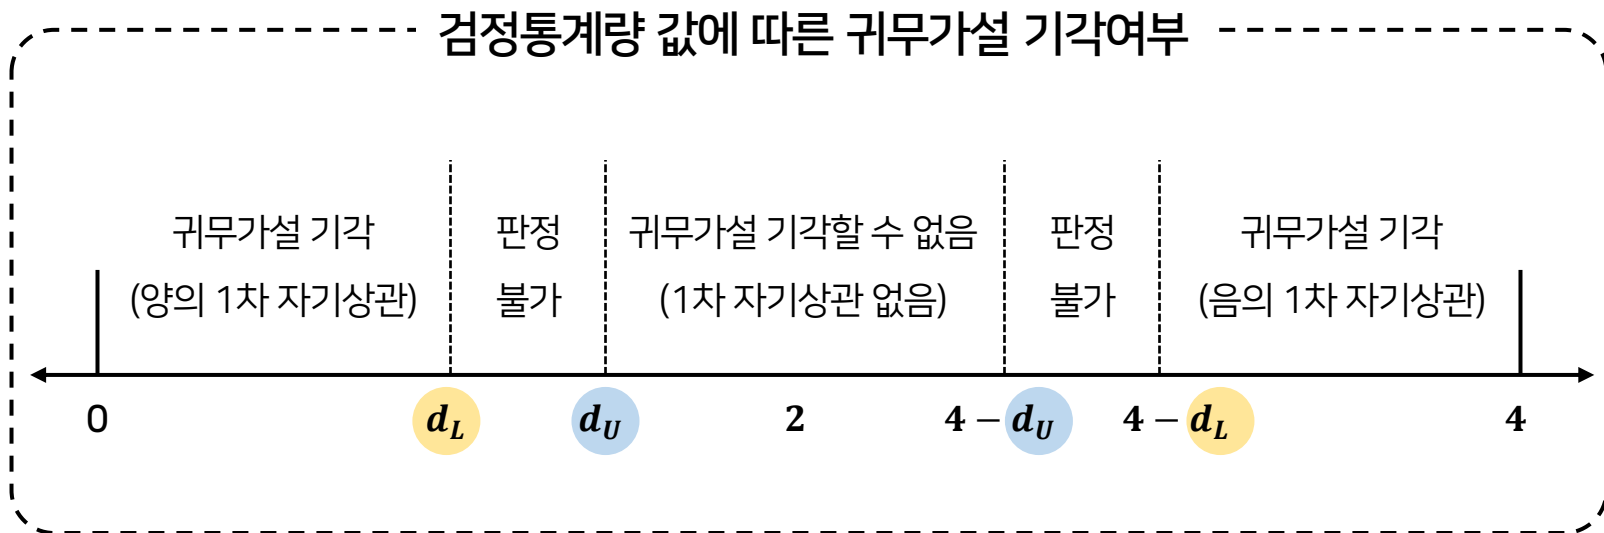 검정통계량 값에 따른 귀무가설 기각여부
귀무가설 기각
(양의 1차 자기상관)
판정
불가
귀무가설 기각할 수 없음
(1차 자기상관 없음)
판정
불가
귀무가설 기각
(음의 1차 자기상관)
0 d_L d_U 2 4 − d_U 4 − d_L 4